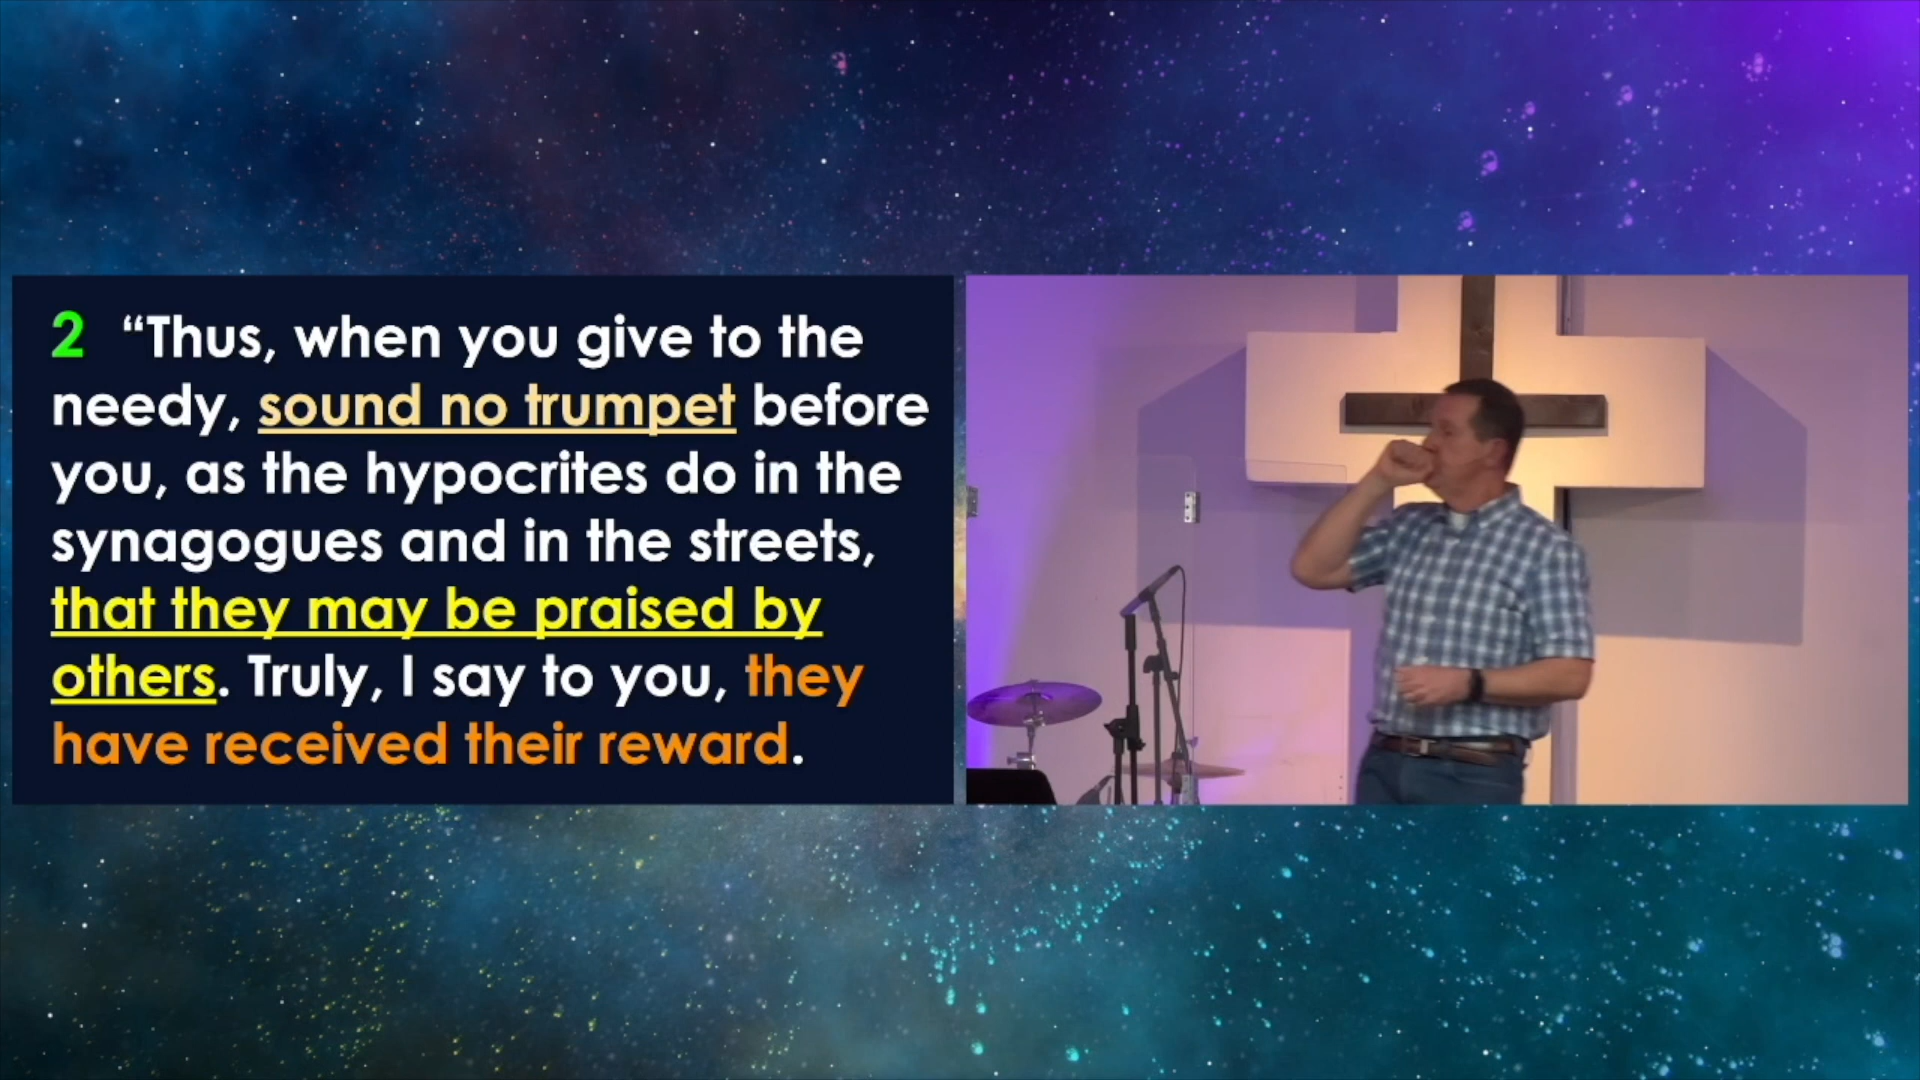 2 “Thus, when you give to the
needy, sound no trumpet before
you, as the hypocrites do in the
synagogues and in the streets,
that they may be praised by
others. Truly, I say to you, they
have received their reward.